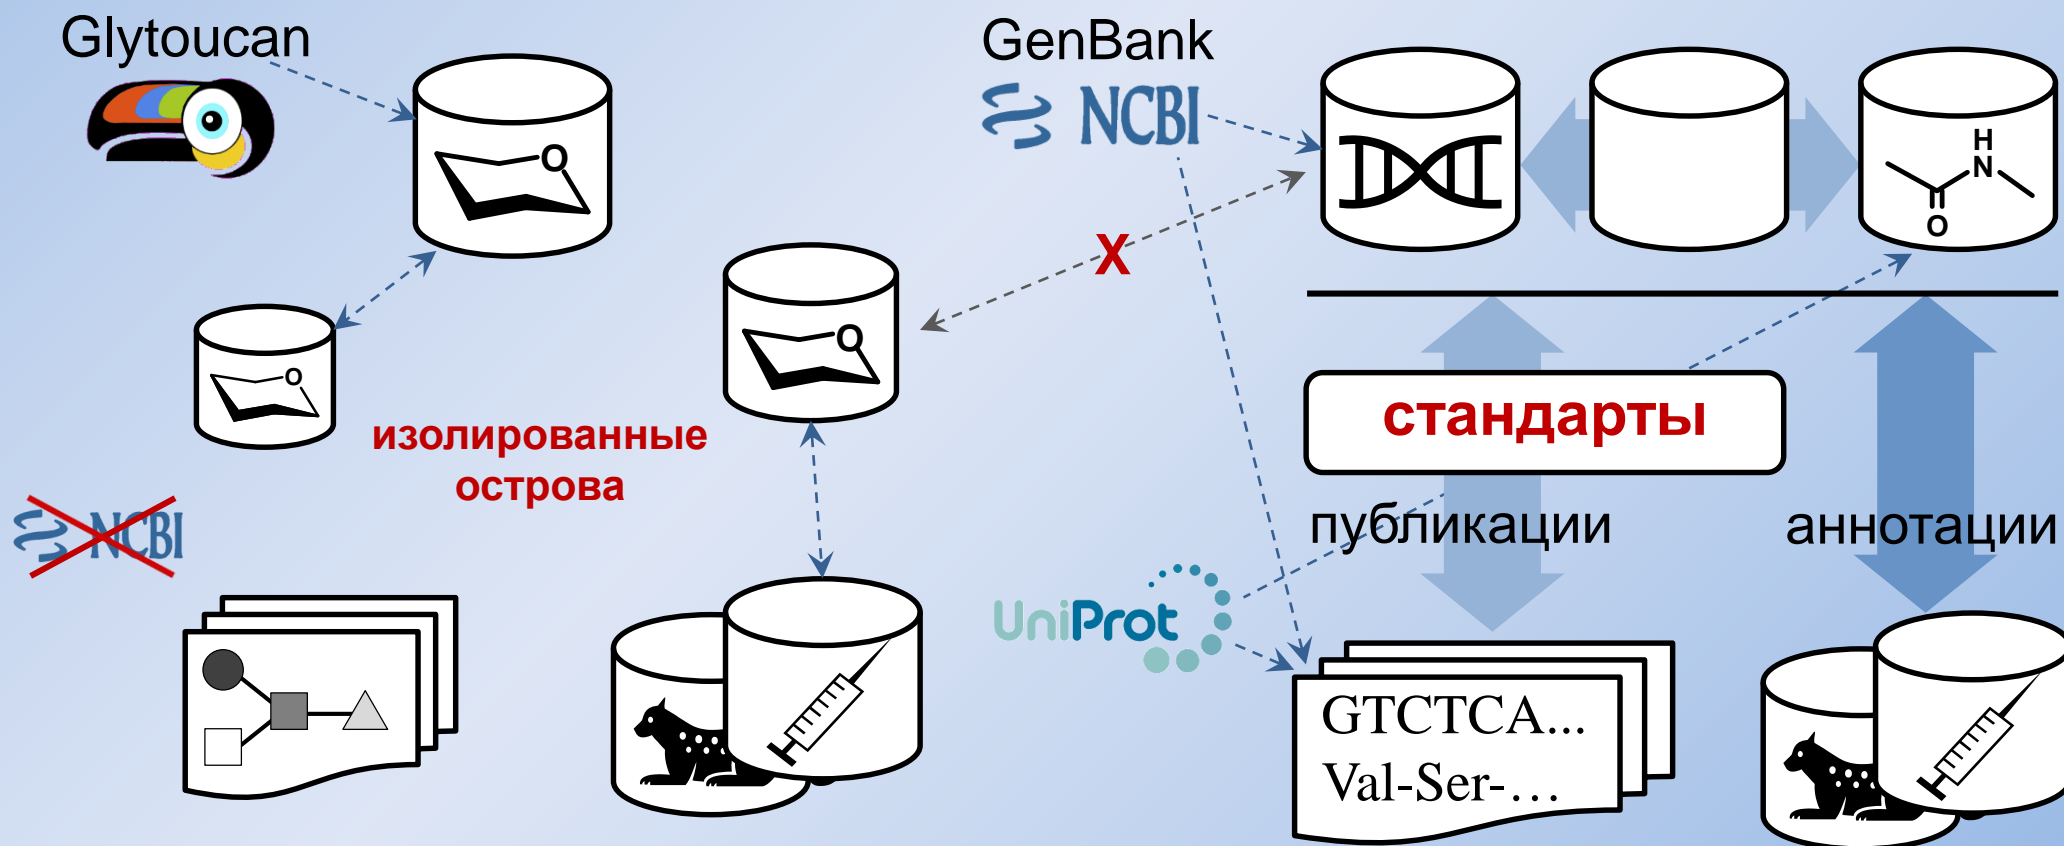 Glytoucan
GenBank
NCBI
O
O
O
H
N
O
X
стандарты
изолированные
острова
NCBI
публикации
аннотации
UniProt
GTCTCA...
Val-Ser-...